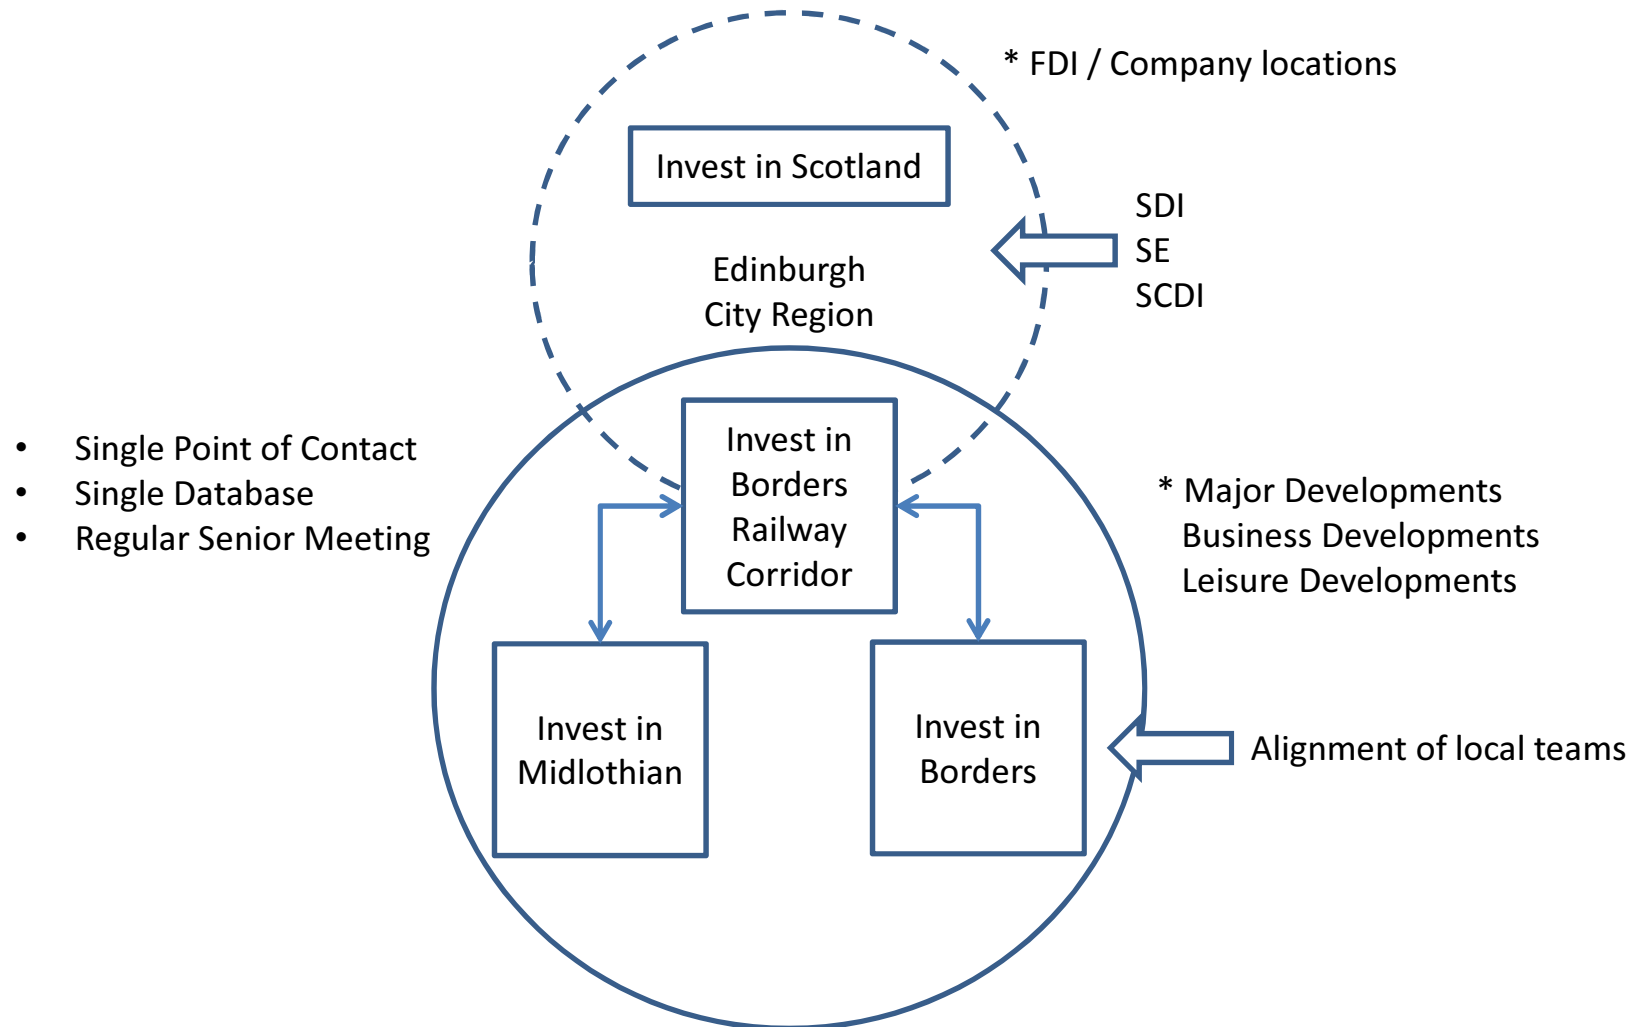 * FDI / Company locations
Invest in Scotland
SDI
SE
SCDI
Edinburgh
City Region
• Single Point of Contact
• Single Database
• Regular Senior Meeting
Invest in
Borders
Railway
Corridor
* Major Developments
Business Developments
Leisure Developments
Invest in
Midlothian
Invest in
Borders
Alignment of local teams